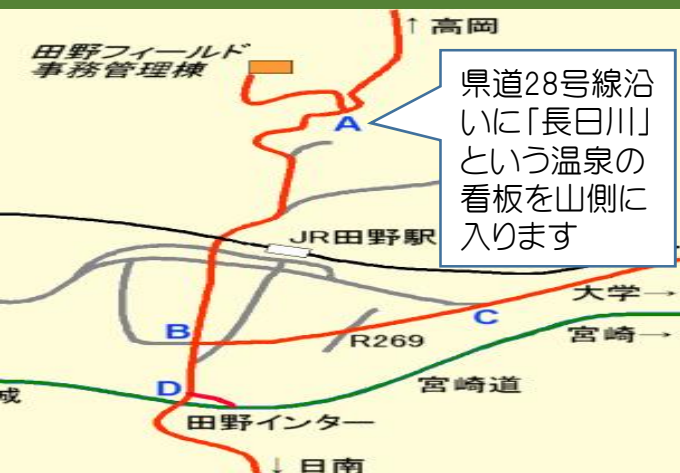 ↑高岡
田野フィールド
事務管理棟
A
県道28号線沿
いに「長日川」
という温泉の
看板を山側に
入ります
JR田野駅
大学→
C
B
R269
宮崎→
D
宮崎道
成
田野インター
↓日南